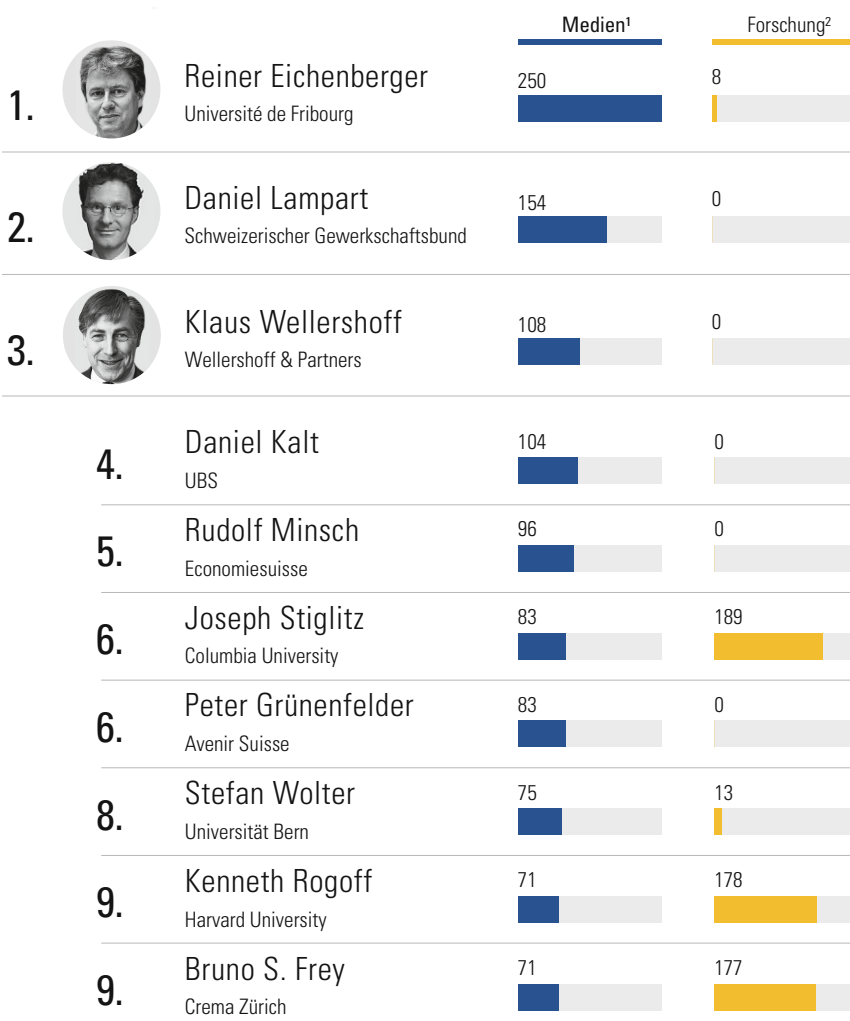 Medien¹ Forschung²
1. Reiner Eichenberger 250 8
Université de Fribourg
2. Daniel Lampart 154 0
Schweizerischer Gewerkschaftsbund
3. Klaus Wellershoff 108 0
Wellershoff & Partners
4. Daniel Kalt 104 0
UBS
5. Rudolf Minsch 96 0
Economiesuisse
6. Joseph Stiglitz 83 189
Columbia University
6. Peter Grünenfelder 83 0
Avenir Suisse
8. Stefan Wolter 75 13
Universität Bern
9. Kenneth Rogoff 71 178
Harvard University
9. Bruno S. Frey 71 177
Crema Zürich